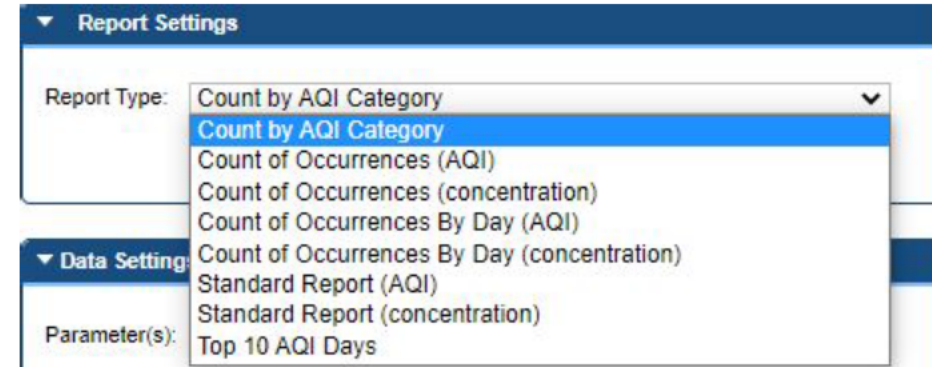 Report Settings
Report Type: Count by AQI Category
Count by AQI Category
Count of Occurrences (AQI)
Count of Occurrences (concentration)
Count of Occurrences By Day (AQI)
Data Setting Count of Occurrences By Day (concentration)
Standard Report (AQI)
Standard Report (concentration)
Parameter(s): Top 10 AQI Days